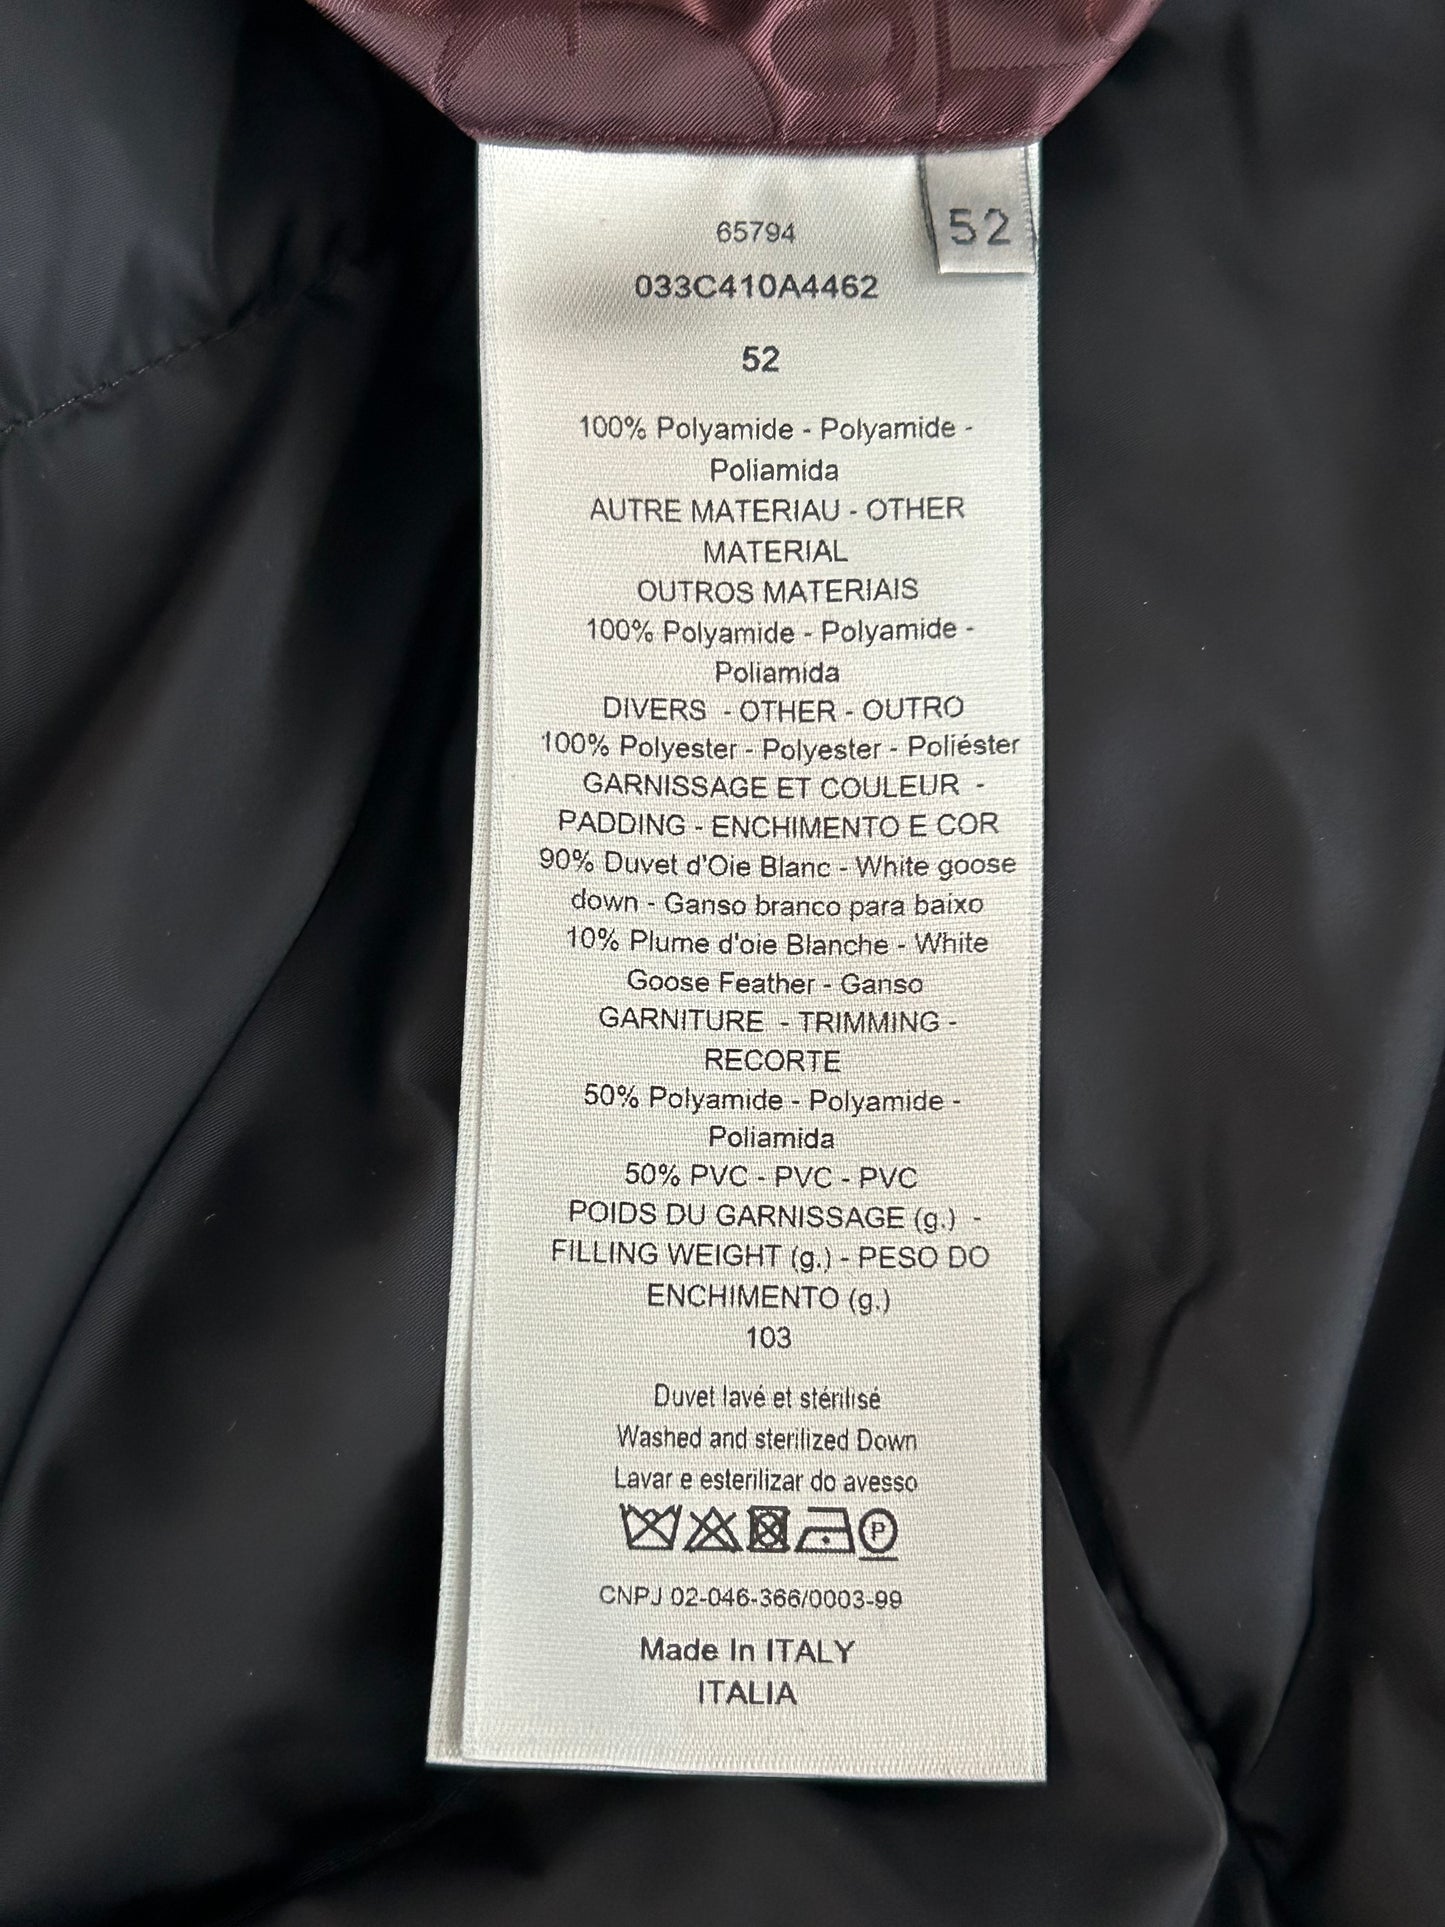 65794
52
033C410A4462
52
100% Polyamide - Polyamide -
Poliamida
AUTRE MATERIAU - OTHER
MATERIAL
OUTROS MATERIAIS
100% Polyamide - Polyamide -
Poliamida
DIVERS - OTHER - OUTRO
100% Polyester - Polyester - Poliéster
GARNISSAGE ET COULEUR -
PADDING - ENCHIMENTO E COR
90% Duvet d'Oie Blanc - White goose
down - Ganso branco para baixo
10% Plume d'oie Blanche - White
Goose Feather - Ganso
GARNITURE - TRIMMING -
RECORTE
50% Polyamide - Polyamide -
Poliamida
50% PVC - PVC - PVC
POIDS DU GARNISSAGE (g.) -
FILLING WEIGHT (g.) - PESO DO
ENCHIMENTO (g.)
103
Duvet lavé et stérilisé
Washed and sterilized Down
Lavar e esterilizar do avesso
P
CNPJ 02-046-366/0003-99
Made In ITALY
ITALIA